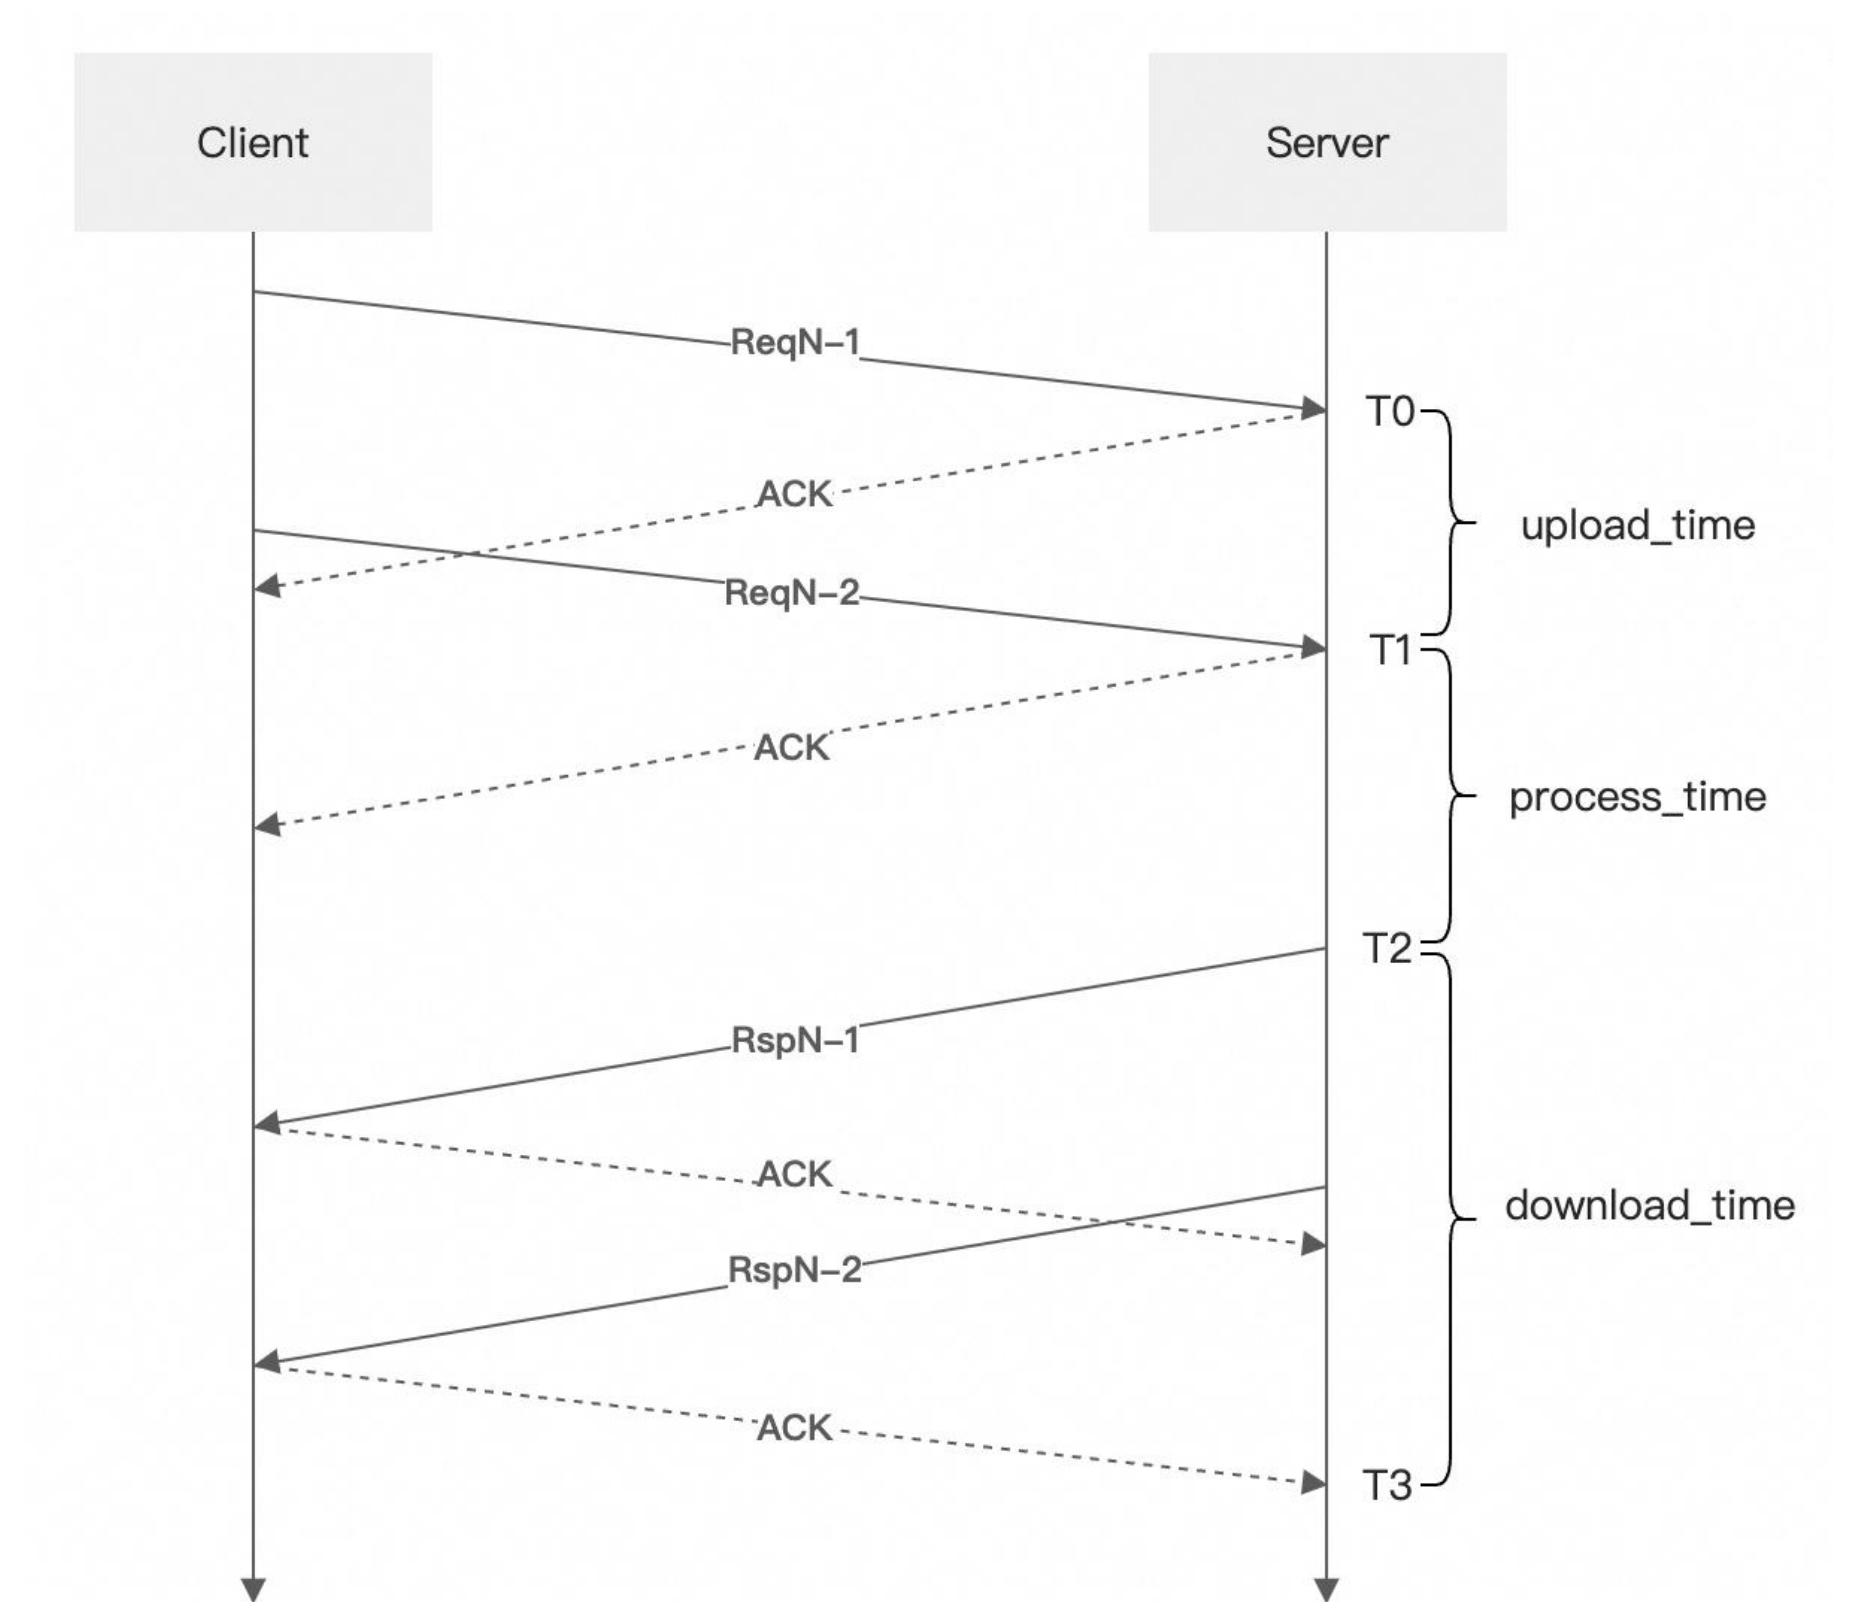 Client
Server
ReqN-1
T0
ACK
upload_time
ReqN-2
T1
ACK
process_time
T2
RspN-1
ACK
download_time
RspN-2
ACK
T3